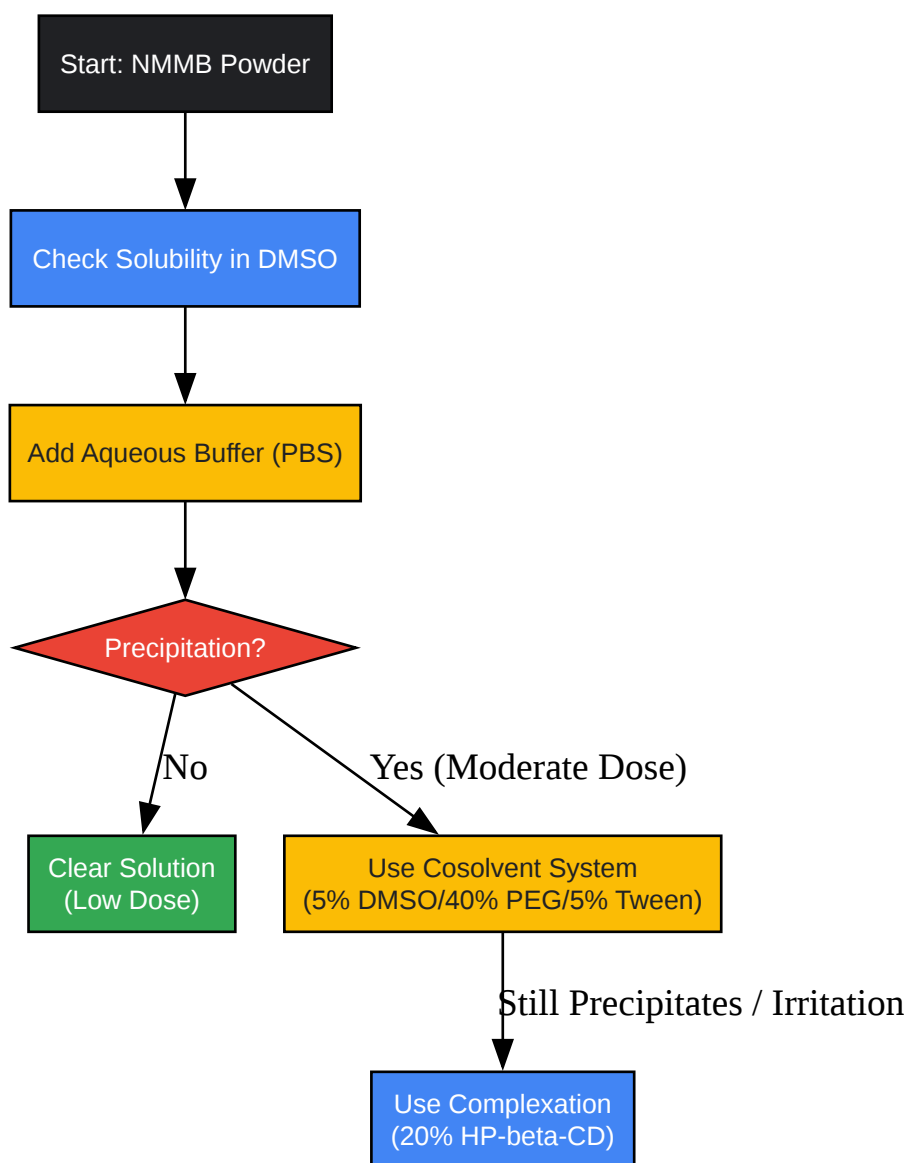 Start: NMMB Powder
Check Solubility in DMSO
Add Aqueous Buffer (PBS)
Precipitation?
No
Yes (Moderate Dose)
Clear Solution
(Low Dose)
Use Cosolvent System
(5% DMSO/40% PEG/5% Tween)
Still Precipitates / Irritation
Use Complexation
(20% HP-beta-CD)